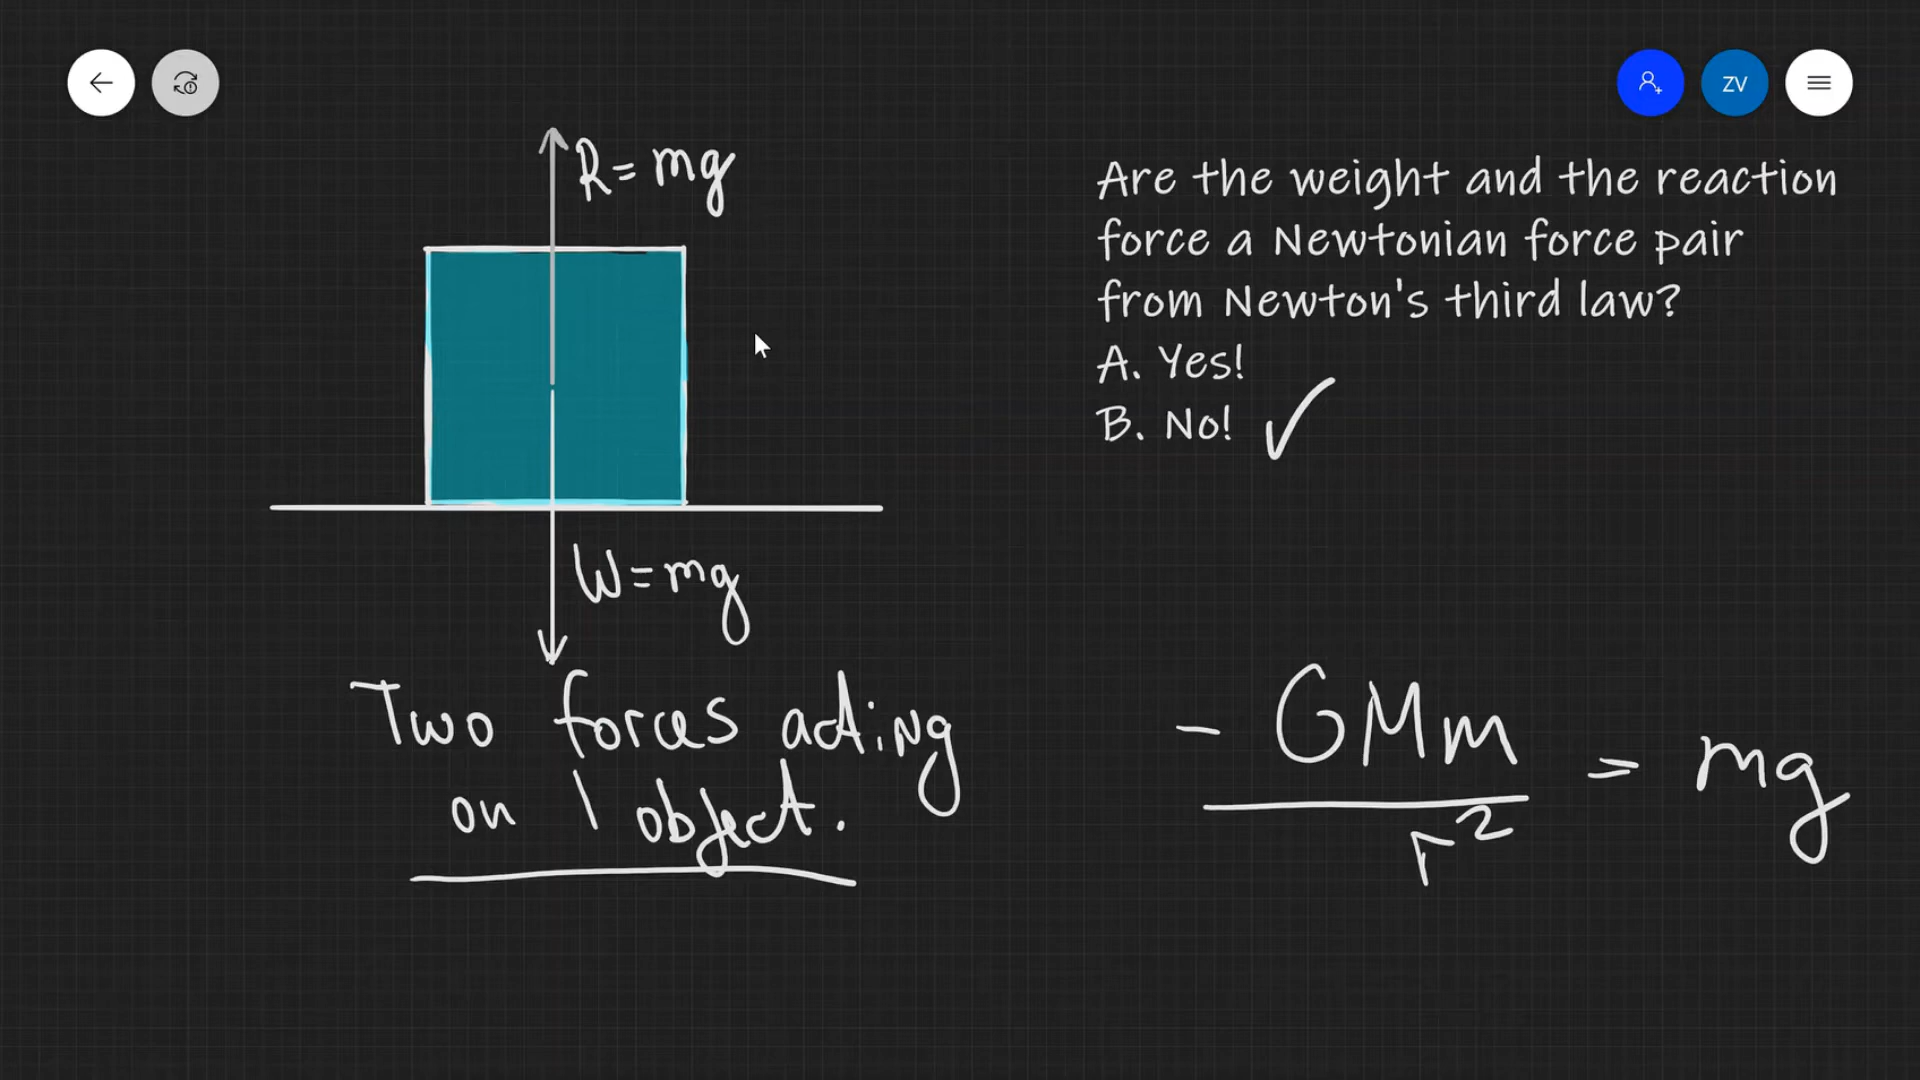 ZV
R = mg
Are the weight and the reaction
force a Newtonian force pair
from Newton's third law?
A. Yes!
B. No! ✓
W = mg
Two forces acting
on 1 object.
- GMm / r² = mg